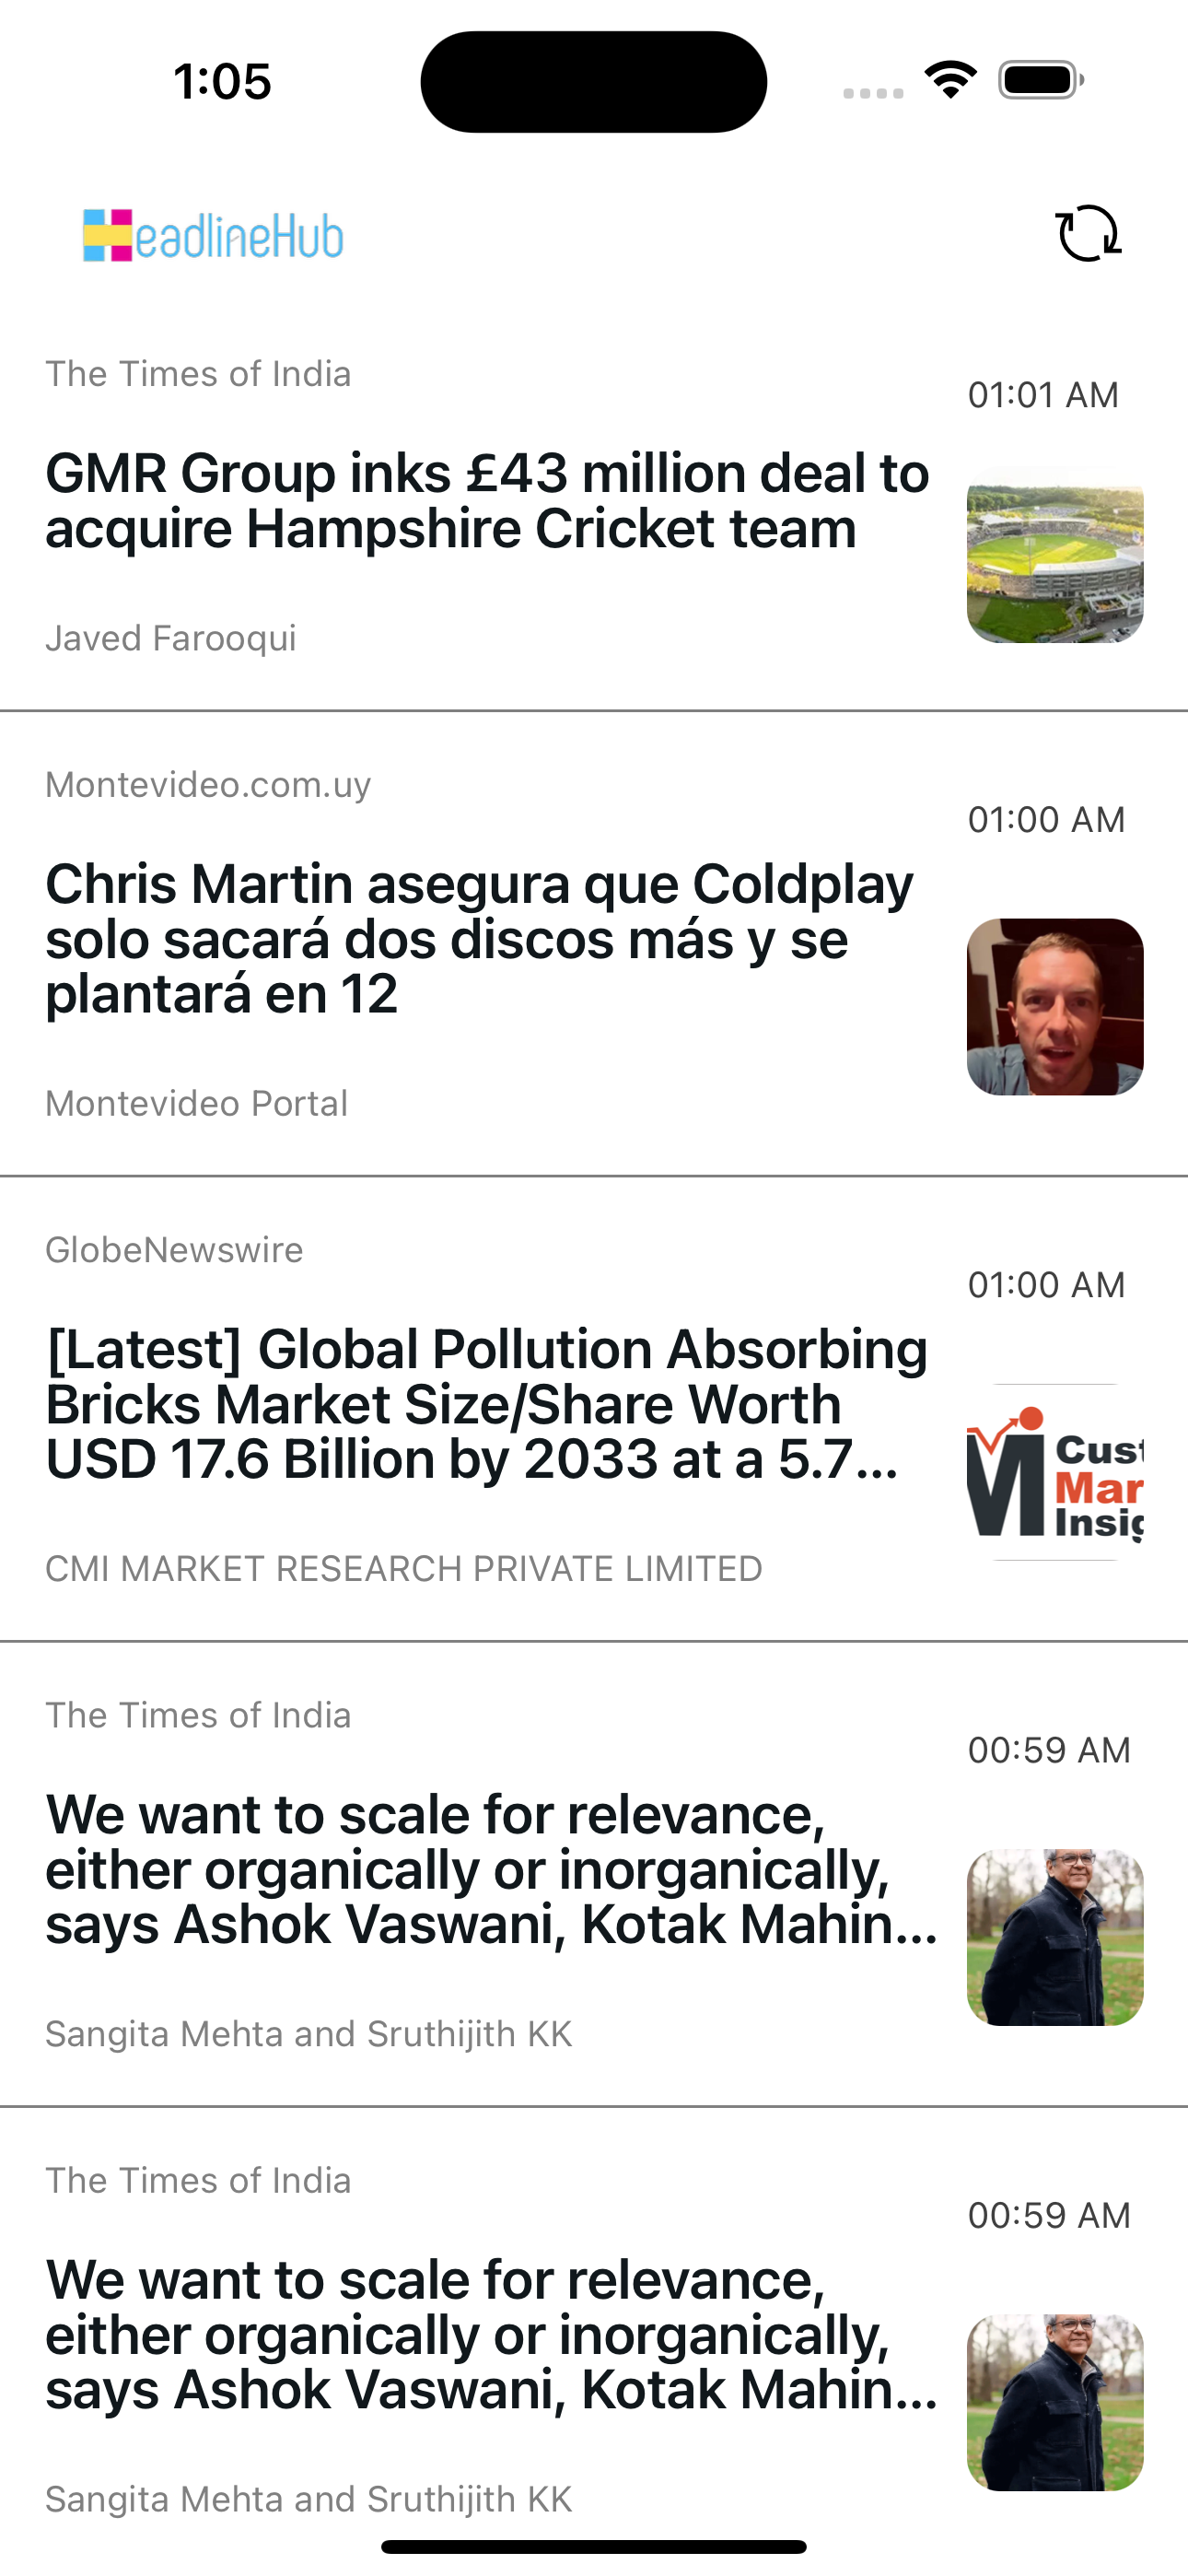 1:05
HeadlineHub
The Times of India
01:01 AM
GMR Group inks £43 million deal to
acquire Hampshire Cricket team
Javed Farooqui
Montevideo.com.uy
01:00 AM
Chris Martin asegura que Coldplay
solo sacará dos discos más y se
plantará en 12
Montevideo Portal
GlobeNewswire
01:00 AM
[Latest] Global Pollution Absorbing
Bricks Market Size/Share Worth
USD 17.6 Billion by 2033 at a 5.7...
Cust
Mar
Insig
CMI MARKET RESEARCH PRIVATE LIMITED
The Times of India
00:59 AM
We want to scale for relevance,
either organically or inorganically,
says Ashok Vaswani, Kotak Mahin...
Sangita Mehta and Sruthijith KK
The Times of India
00:59 AM
We want to scale for relevance,
either organically or inorganically,
says Ashok Vaswani, Kotak Mahin...
Sangita Mehta and Sruthijith KK